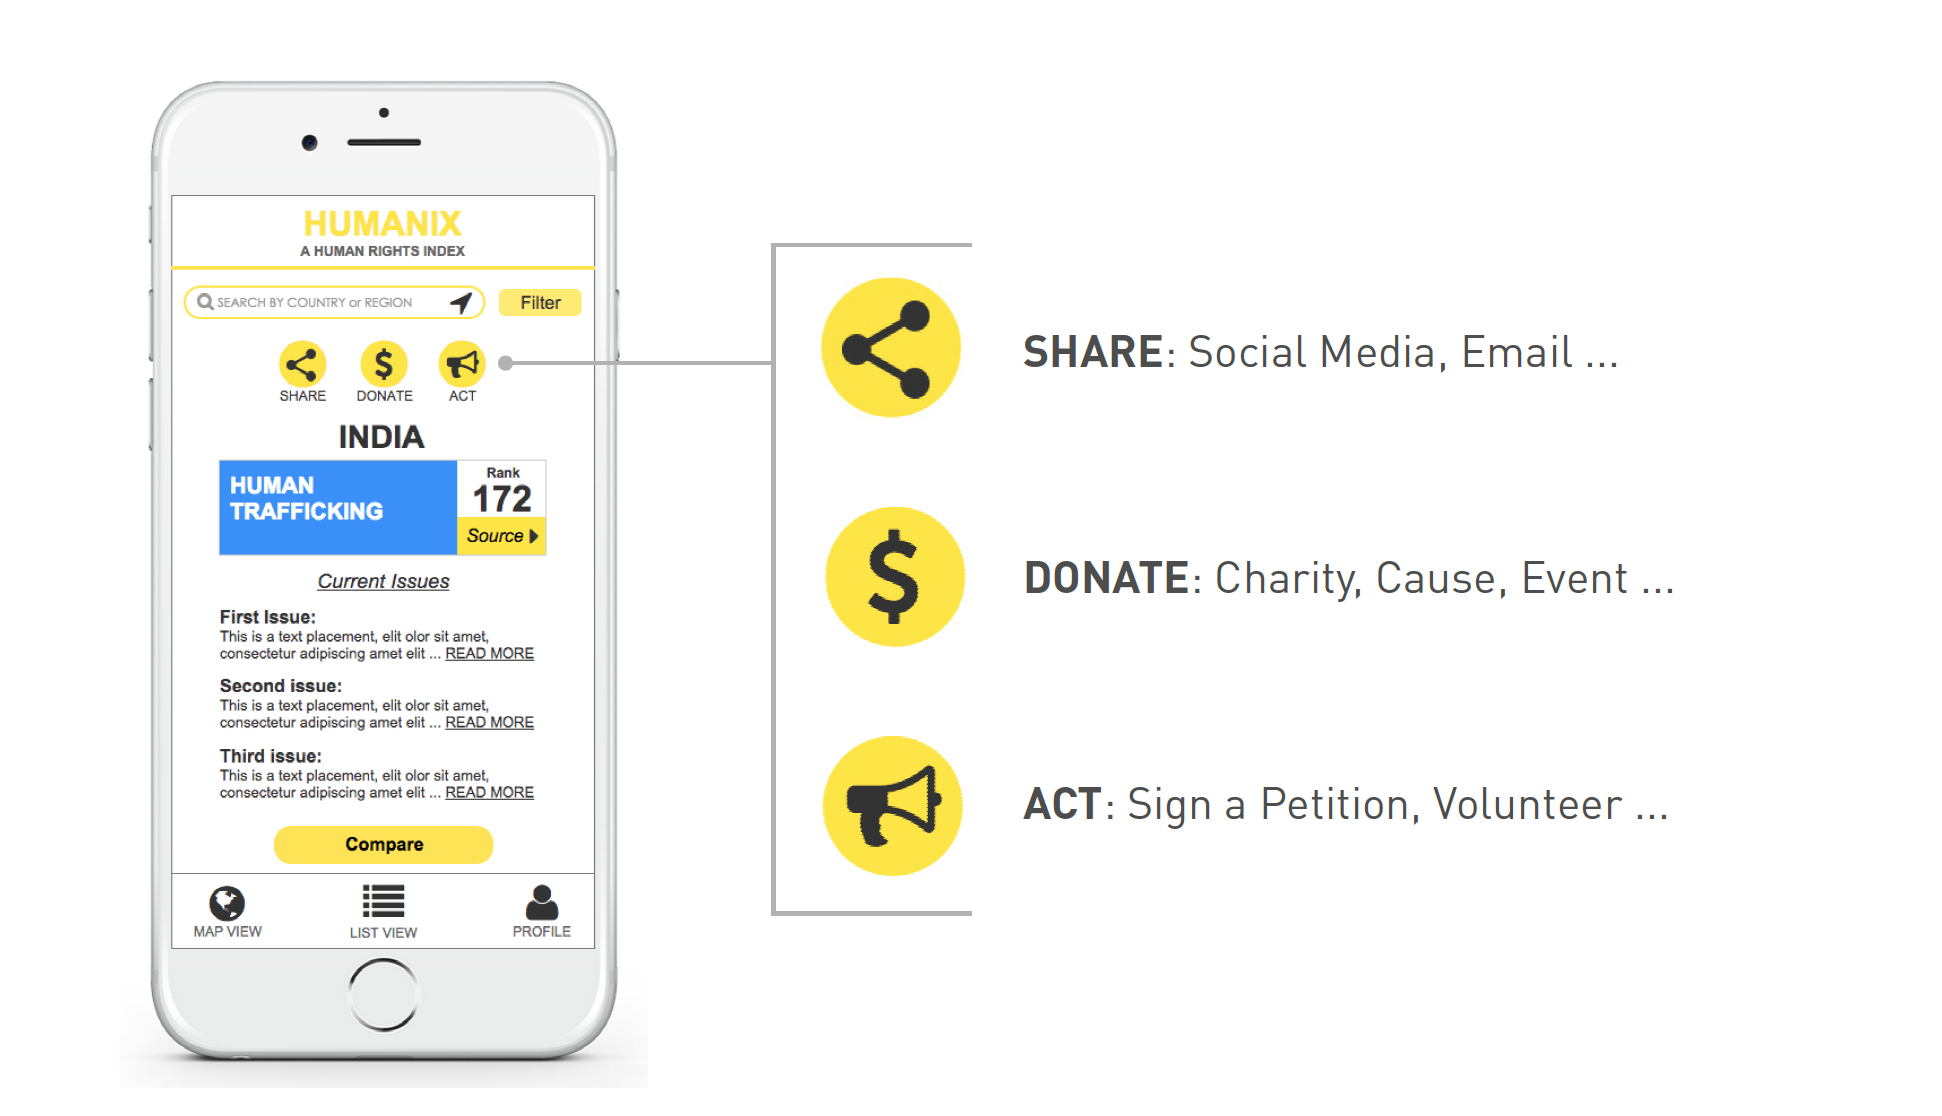 HUMANIX
A HUMAN RIGHTS INDEX
SEARCH BY COUNTRY or REGION
Filter
SHARE
DONATE
ACT
INDIA
HUMAN
TRAFFICKING
Rank
172
Source
Current Issues
First Issue:
This is a text placement, elit olor sit amet,
consectetur adipiscing amet elit ... READ MORE
Second issue:
This is a text placement, elit olor sit amet,
consectetur adipiscing amet elit ... READ MORE
Third issue:
This is a text placement, elit olor sit amet,
consectetur adipiscing amet elit ... READ MORE
Compare
MAP VIEW
LIST VIEW
PROFILE
SHARE: Social Media, Email ...
$
DONATE: Charity, Cause, Event ...
ACT: Sign a Petition, Volunteer ...